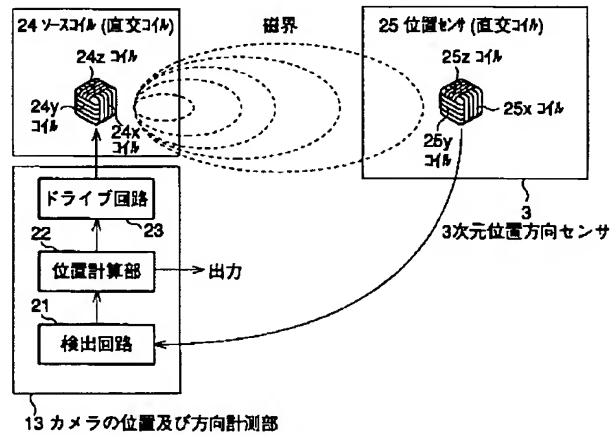 24 ソースコイル (直交コイル)
24z コイル
24y
コイル
24x
コイル
磁界
25 位置センサ (直交コイル)
25z コイル
25x コイル
25y
コイル
3
3次元位置方向センサ
ドライブ回路
23
22
位置計算部
出力
21
検出回路
13 カメラの位置及び方向計測部